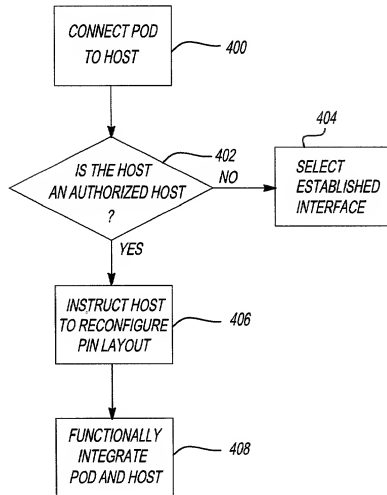 CONNECT POD
TO HOST
400
402
IS THE HOST
AN AUTHORIZED HOST
?
NO
404
SELECT
ESTABLISHED
INTERFACE
YES
INSTRUCT HOST
TO RECONFIGURE
PIN LAYOUT
406
FUNCTIONALLY
INTEGRATE
POD AND HOST
408